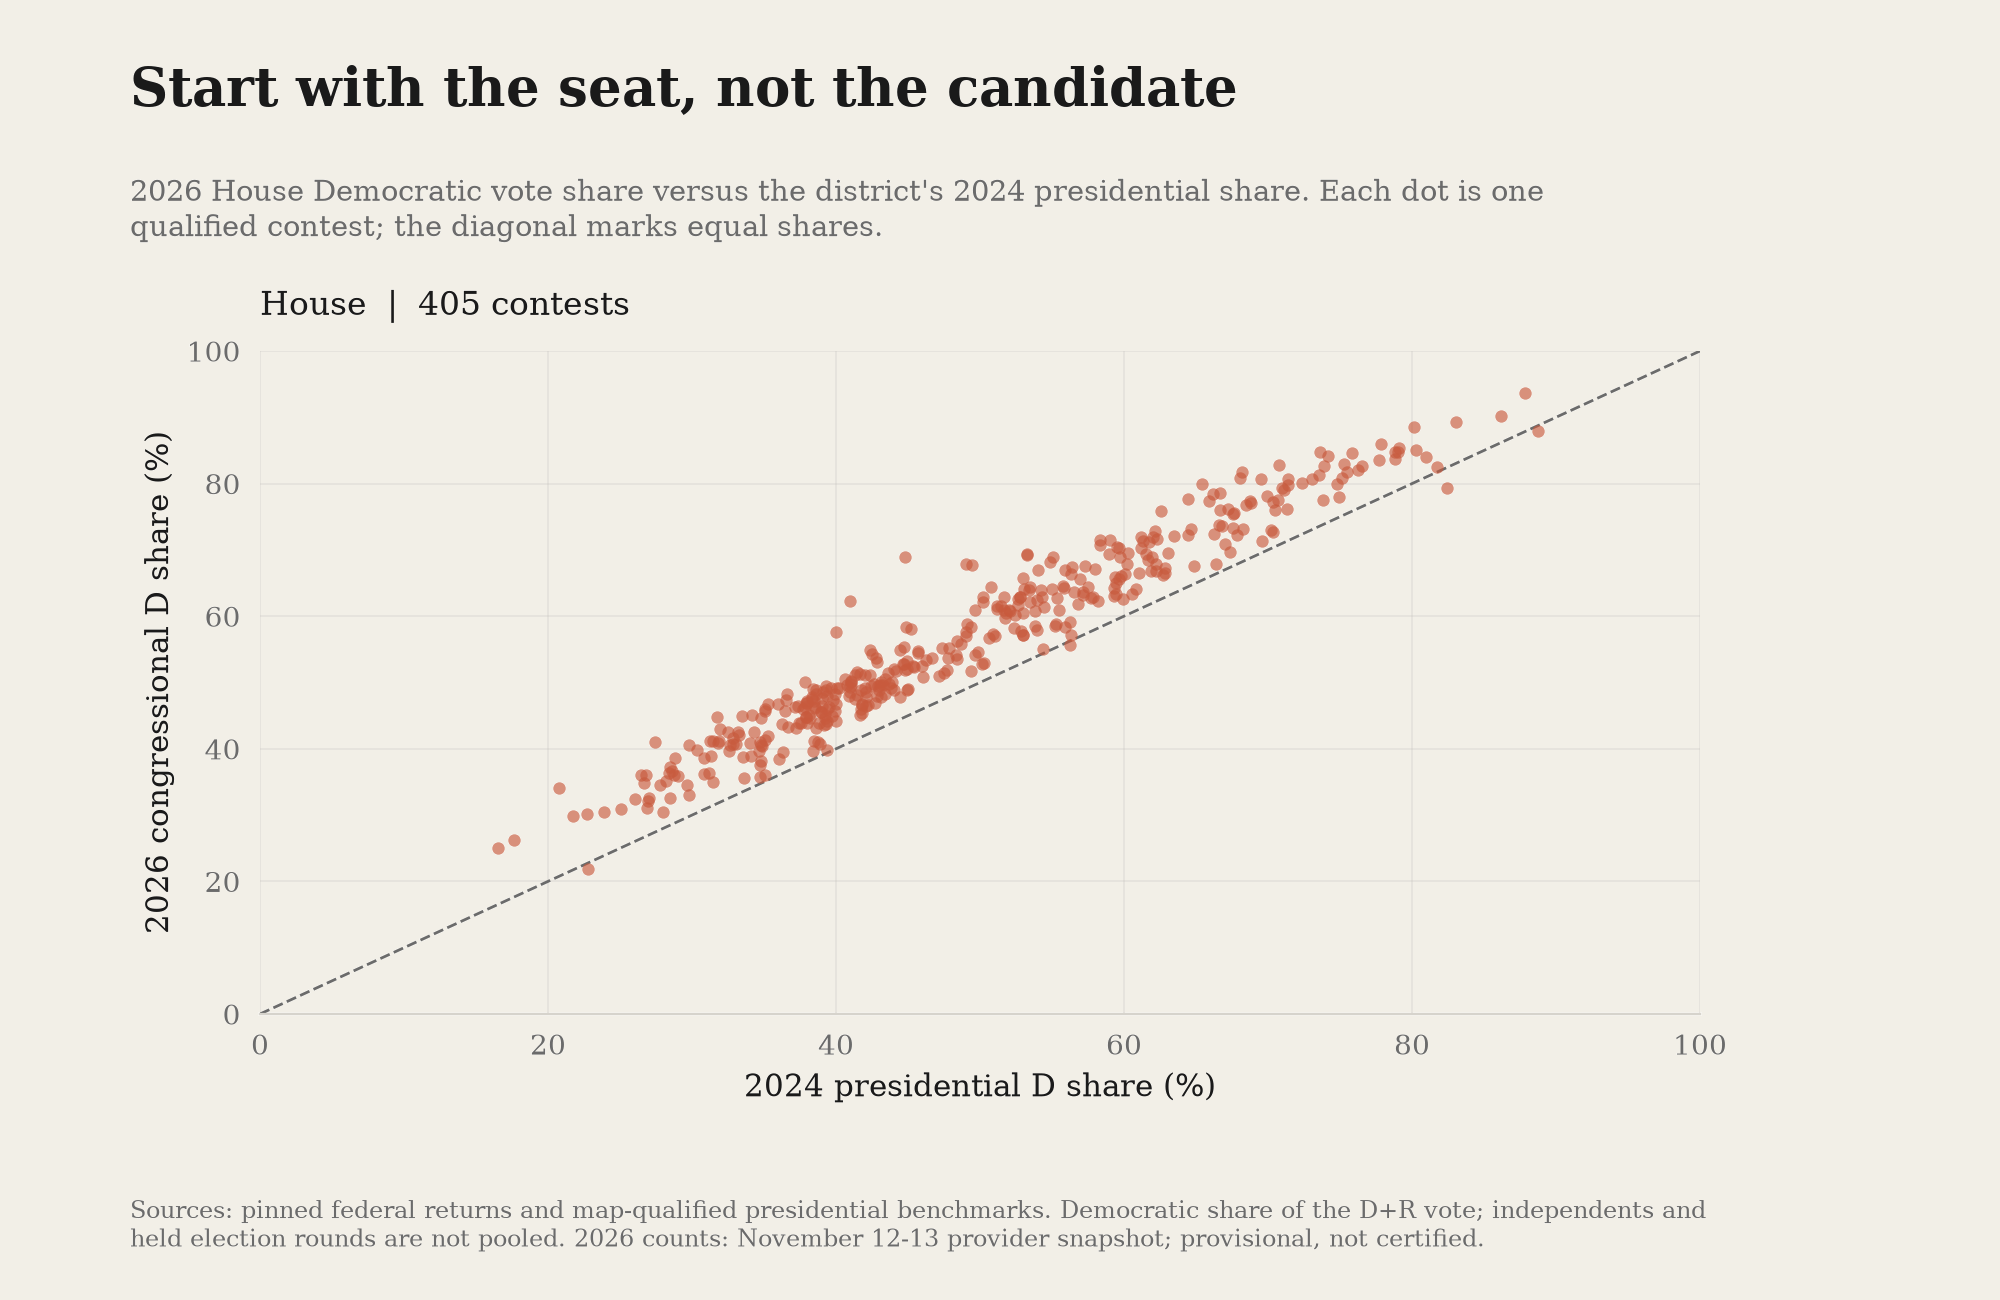 Start with the seat, not the candidate
2026 House Democratic vote share versus the district's 2024 presidential share. Each dot is one
qualified contest; the diagonal marks equal shares.
House | 405 contests
2026 congressional D share (%)
100
80
60
40
20
0
0 20 40 60 80 100
2024 presidential D share (%)
Sources: pinned federal returns and map-qualified presidential benchmarks. Democratic share of the D+R vote; independents and
held election rounds are not pooled. 2026 counts: November 12-13 provider snapshot; provisional, not certified.